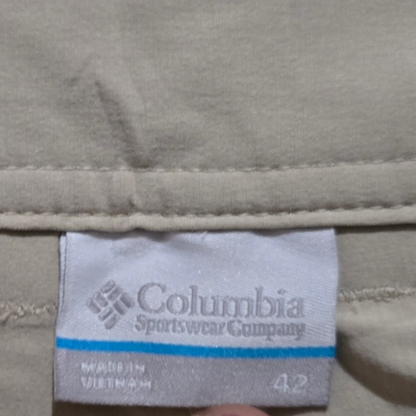 Columbia
Sportswear Company
MADE IN
VIETNAM
42